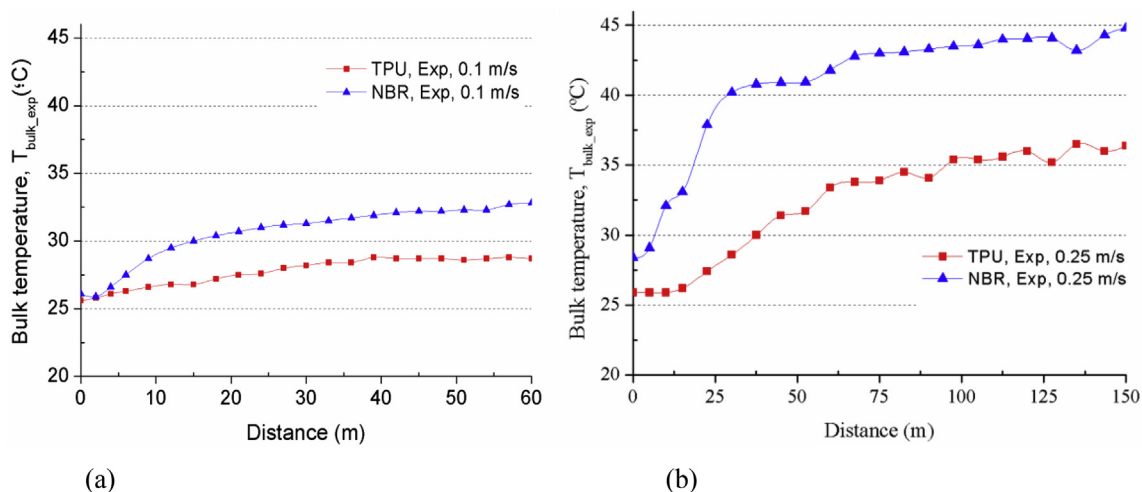 Bulk temperature, T_bulk_exp (°C)
45
40
35
30
25
20
TPU, Exp, 0.1 m/s
NBR, Exp, 0.1 m/s
0 10 20 30 40 50 60
Distance (m)
(a)
Bulk temperature, T_bulk_exp (°C)
45
40
35
30
25
20
TPU, Exp, 0.25 m/s
NBR, Exp, 0.25 m/s
0 25 50 75 100 125 150
Distance (m)
(b)